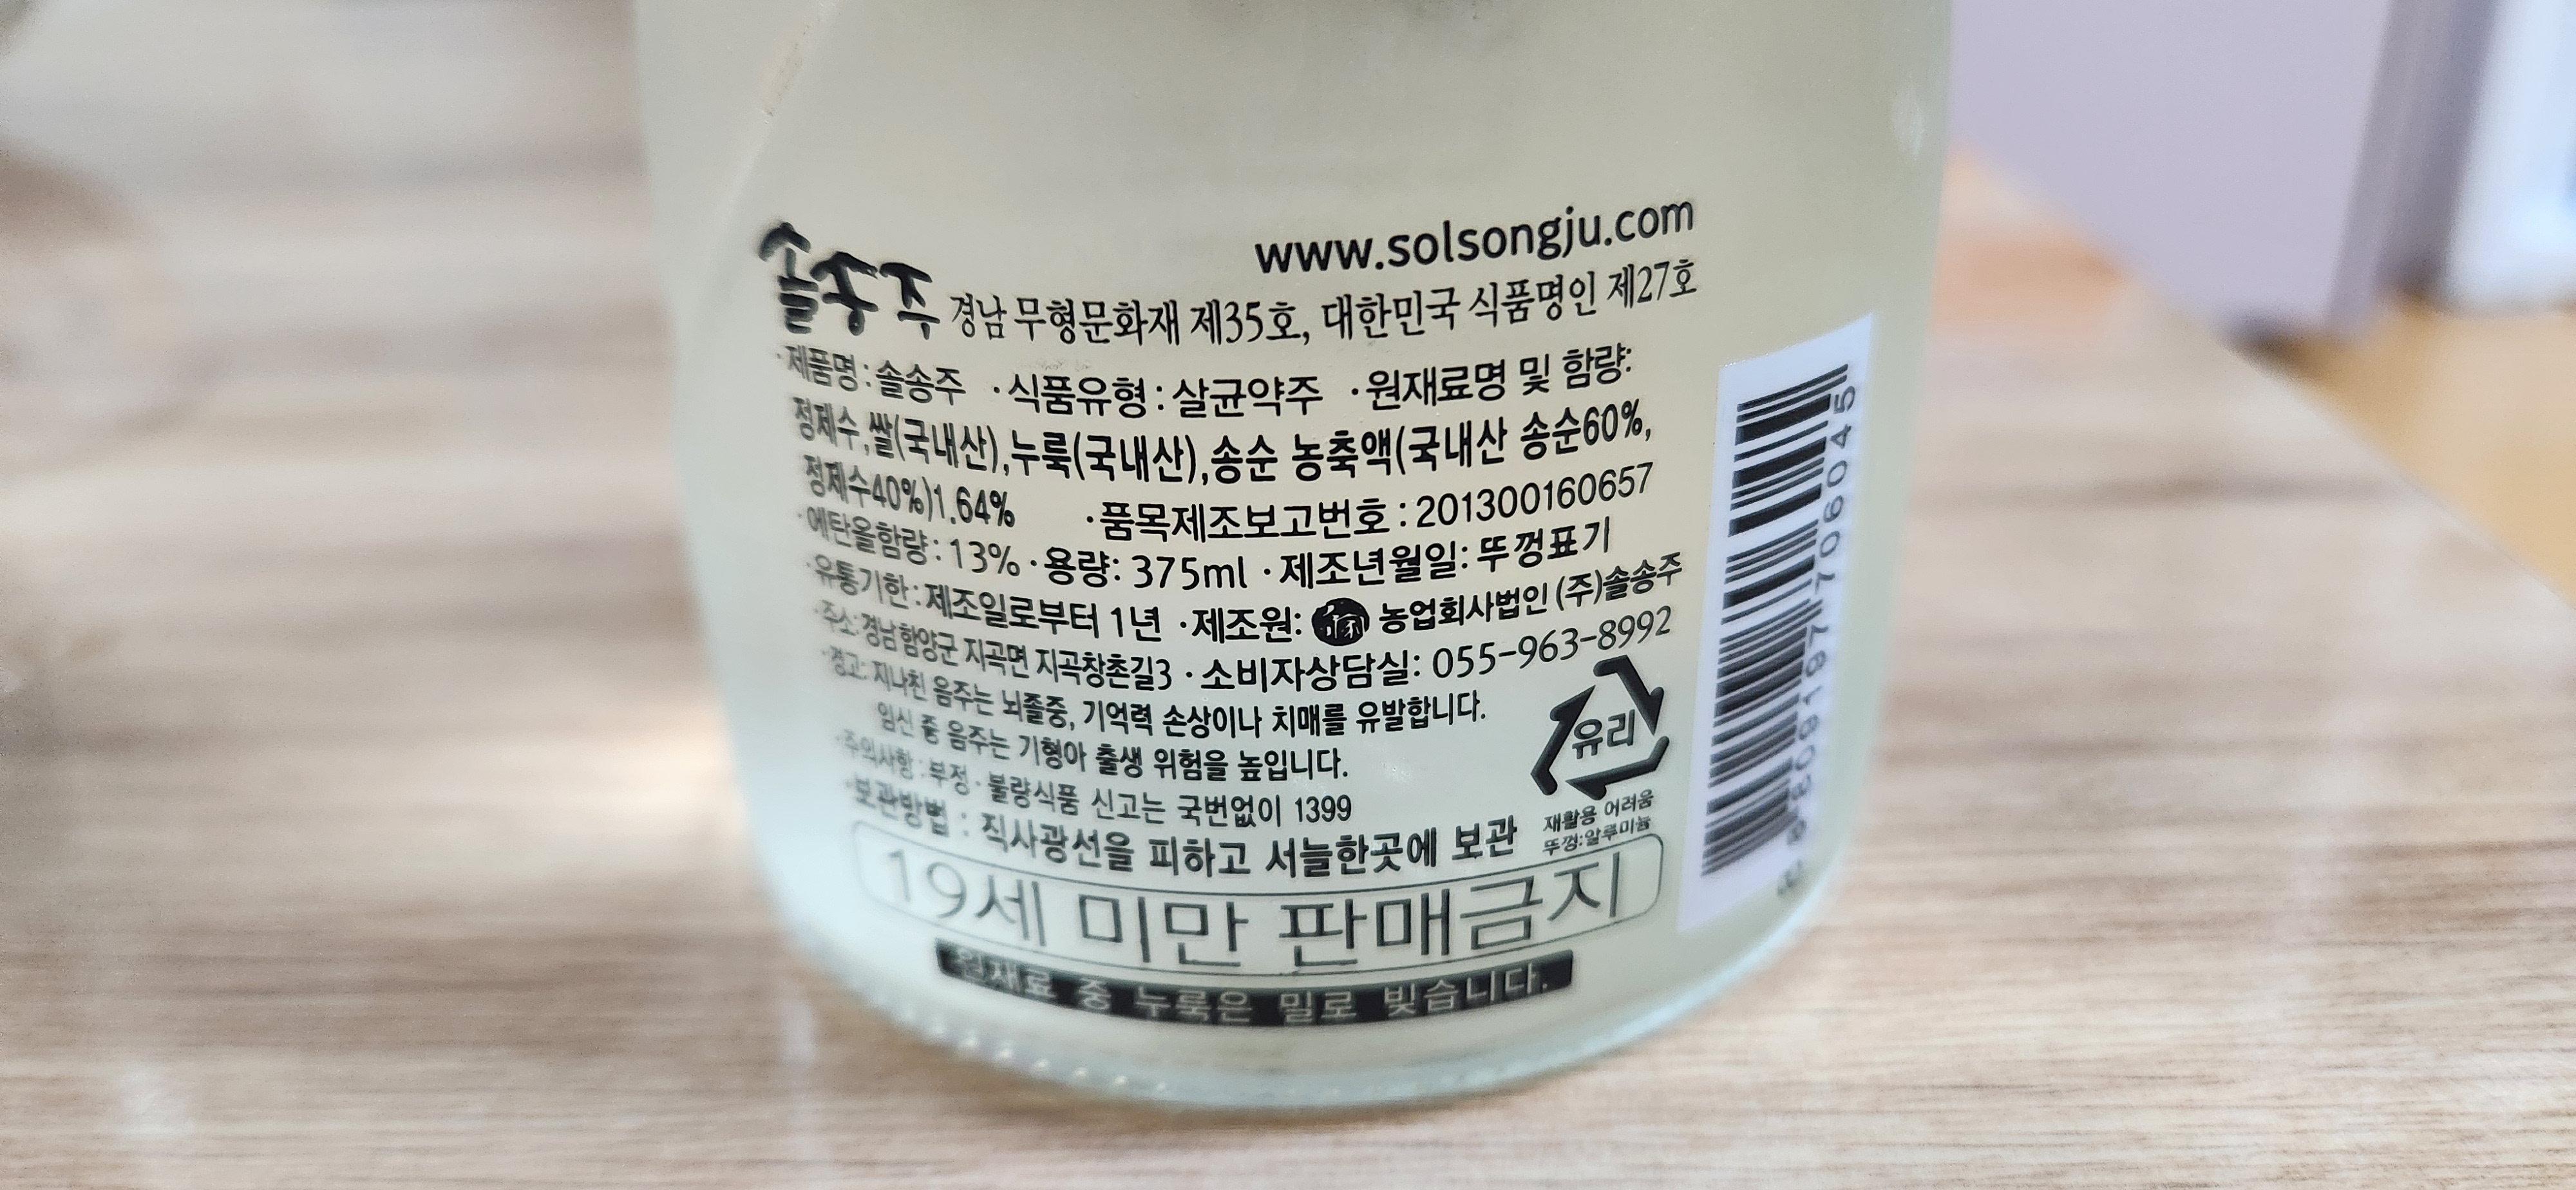 www.solsongju.com
솔송주 경남 무형문화재 제35호, 대한민국 식품명인 제27호
·제품명 : 솔송주 ·식품유형 : 살균약주 ·원재료명 및 함량:
정제수,쌀(국내산),누룩(국내산),송순 농축액(국내산 송순60%,
정제수40%)1.64% ·품목제조보고번호 : 201300160657
·에탄올함량 : 13% ·용량: 375ml ·제조년월일: 뚜껑표기
·유통기한 : 제조일로부터 1년 ·제조원: 농업회사법인 (주)솔송주
·주소: 경남 함양군 지곡면 지곡창촌길3 ·소비자상담실: 055-963-8992
·경고: 지나친 음주는 뇌졸중, 기억력 손상이나 치매를 유발합니다.
임신 중 음주는 기형아 출생 위험을 높입니다.
·주의사항 : 부정·불량식품 신고는 국번없이 1399
·보관방법 : 직사광선을 피하고 서늘한곳에 보관
유리
재활용 어려움
뚜껑:알루미늄
19세 미만 판매금지
원재료 중 누룩은 밀로 빚습니다.
8 809197 706045